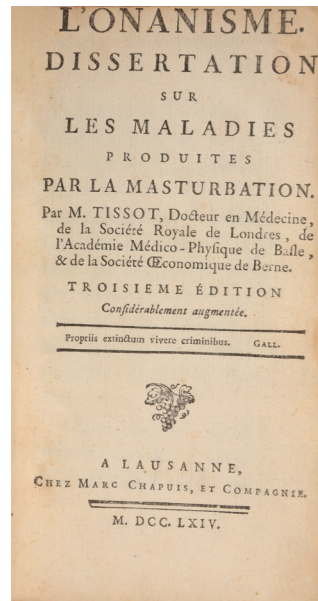 L'ONANISME.
DISSERTATION
SUR
LES MALADIES
PRODUITES
PAR LA MASTURBATION.
Par M. TISSOT, Docteur en Médecine,
de la Société Royale de Londres, de
l'Académie Médico-Phyſique de Baſle,
& de la Société Œconomique de Berne.
TROISIEME ÉDITION
Conſidérablement augmentée.
Propriis extinctum vivere criminibus. GALL.
A LAUSANNE,
CHEZ MARC CHAPUIS, ET COMPAGNIE.
M. DCC. LXIV.